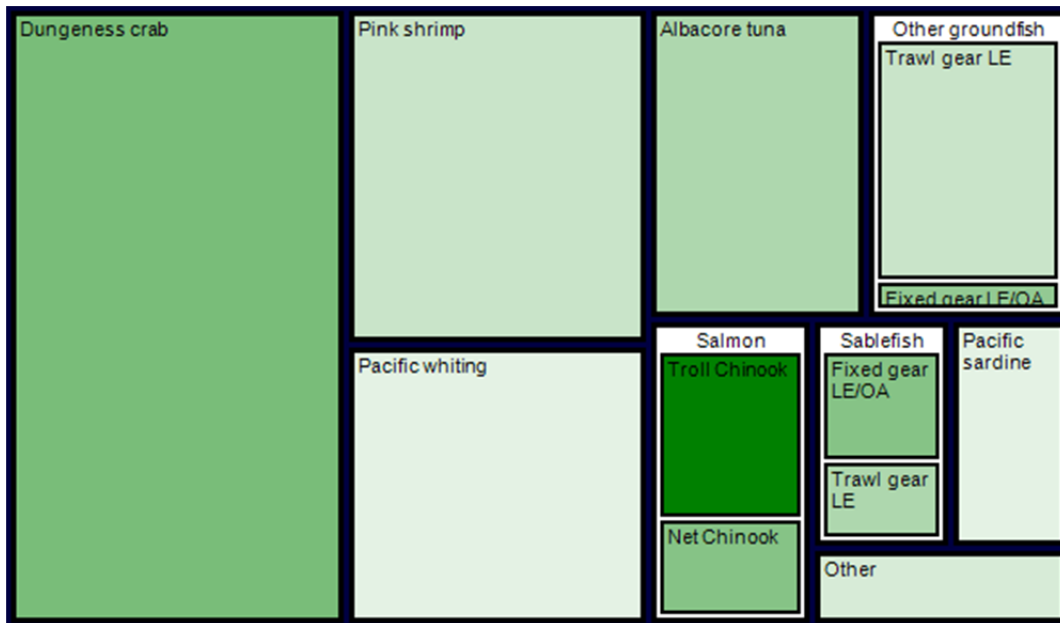 Dungeness crab
Pink shrimp
Albacore tuna
Other groundfish
Trawl gear LE
Fixed gear LE/OA
Pacific whiting
Salmon
Troll Chinook
Net Chinook
Sablefish
Fixed gear
LE/OA
Trawl gear
LE
Pacific
sardine
Other